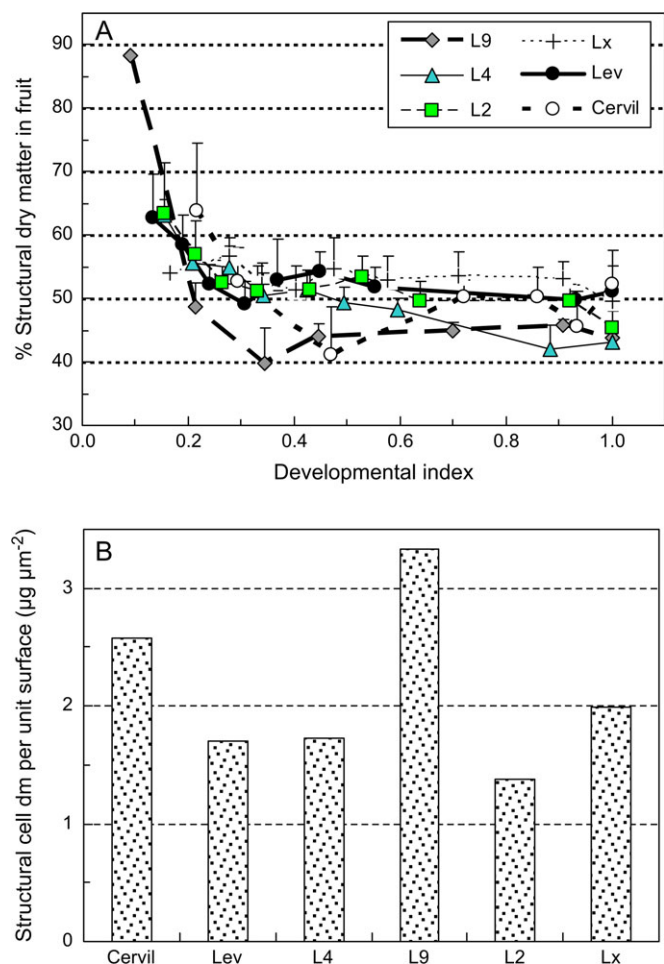 A
90
80
70
60
50
40
30
% Structural dry matter in fruit
L9
Lx
L4
Lev
L2
Cervil
0.0 0.2 0.4 0.6 0.8 1.0
Developmental index
B
3
2
1
0
Structural cell dm per unit surface (µg µm⁻²)
Cervil Lev L4 L9 L2 Lx